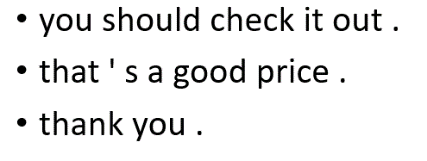 • you should check it out .
• that ' s a good price .
• thank you .